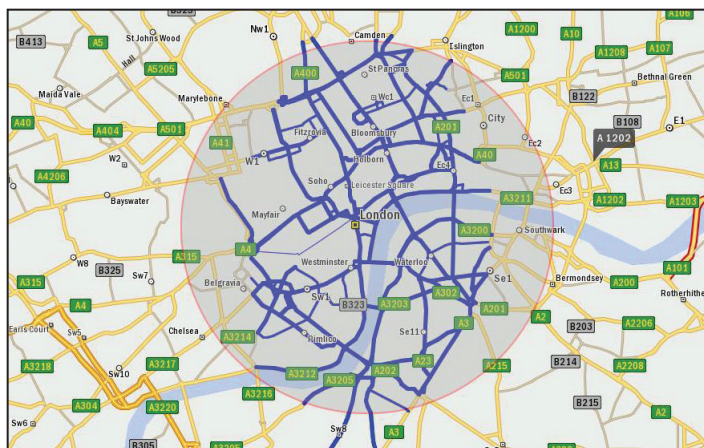 B413
A5
B525
St Johns Wood
Nw1
Camden
Islington
A1200
A10
A106
A107
A1208
Hall
A5205
A400
St Pancras
A501
Bethnal Green
Maida Vale
Marylebone
Wc1
Ec1
B122
A40
A404
A501
A41
Fitzrovia
Bloomsbury
A201
City
B108
E1
W2
W1
Holborn
A40
Ec2
A 1202
A13
A4206
Soho
Leicester Square
Ec4
Ec3
Bayswater
Mayfair
London
A3211
A1202
A1203
A4
A3200
Southwark
W8
A315
Westminster
Waterloo
Se1
A101
A315
B325
Sw7
Belgravia
Sw1
B323
A302
Bermondsey
A200
Rotherhithe
A4
A3203
A201
Earls Court
Sw5
Chelsea
A3214
Pimlico
Se11
A3
A2
B203
A2206
A3218
Sw10
A3217
A3212
A3205
A202
A23
A215
B214
A2208
A304
A3220
A3216
B215
Sw6
B305
A3205
Sw8
A3
Se5
A2